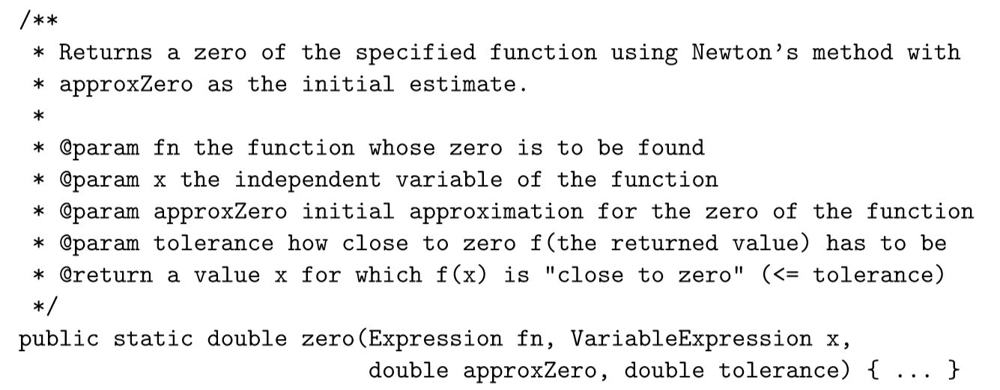 /**
 * Returns a zero of the specified function using Newton's method with
 * approxZero as the initial estimate.
 *
 * @param fn the function whose zero is to be found
 * @param x the independent variable of the function
 * @param approxZero initial approximation for the zero of the function
 * @param tolerance how close to zero f(the returned value) has to be
 * @return a value x for which f(x) is "close to zero" (<= tolerance)
 */
public static double zero(Expression fn, VariableExpression x,
                          double approxZero, double tolerance) { ... }